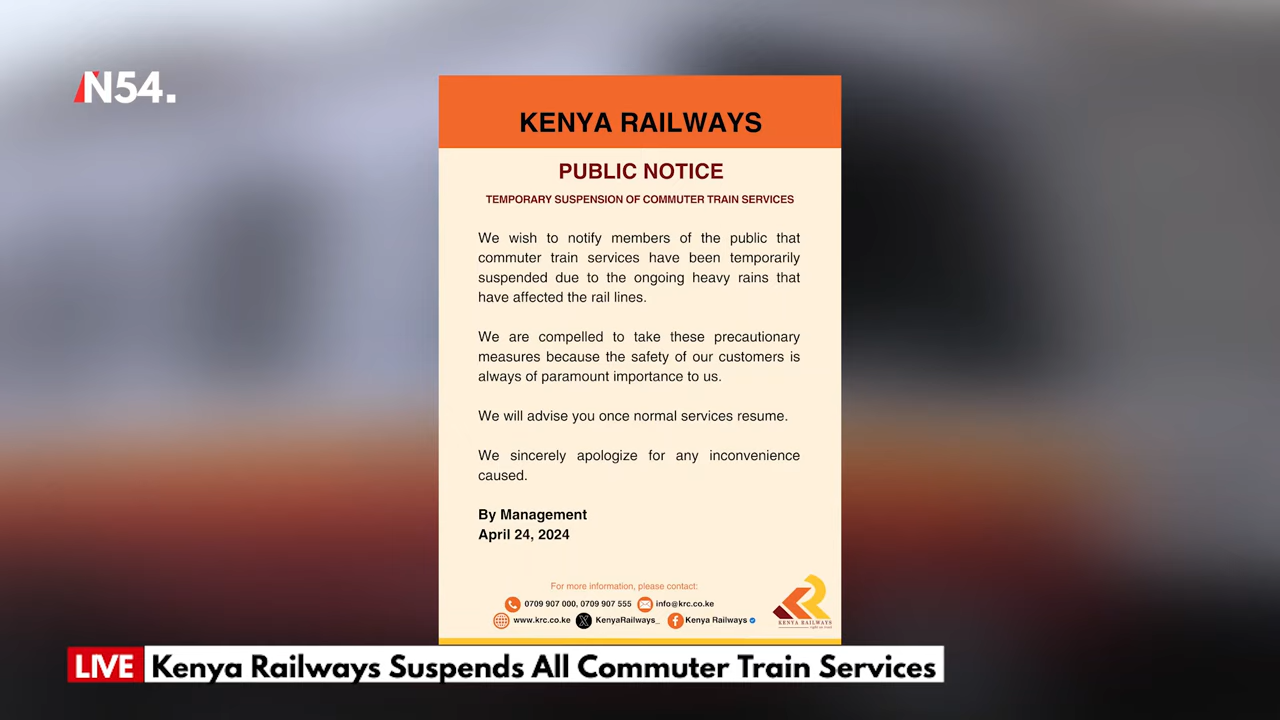 N54.
KENYA RAILWAYS
PUBLIC NOTICE
TEMPORARY SUSPENSION OF COMMUTER TRAIN SERVICES
We wish to notify members of the public that
commuter train services have been temporarily
suspended due to the ongoing heavy rains that
have affected the rail lines.
We are compelled to take these precautionary
measures because the safety of our customers is
always of paramount importance to us.
We will advise you once normal services resume.
We sincerely apologize for any inconvenience
caused.
By Management
April 24, 2024
For more information, please contact:
0709 907 000, 0709 907 555 info@krc.co.ke
www.krc.co.ke KenyaRailways_ Kenya Railways
KENYA RAILWAYS
LIVE Kenya Railways Suspends All Commuter Train Services